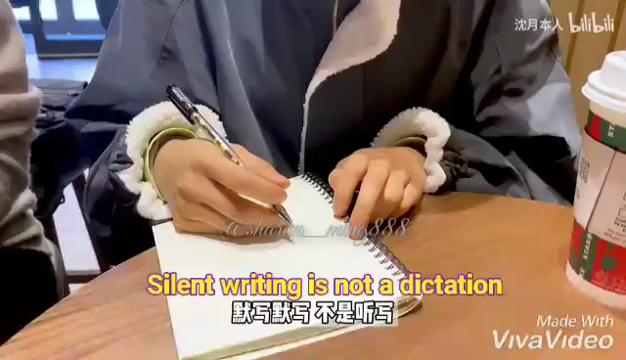 沈月本人 bilibili
@shances_ming888
Silent writing is not a dictation
默写默写 不是听写
Made With
VivaVideo